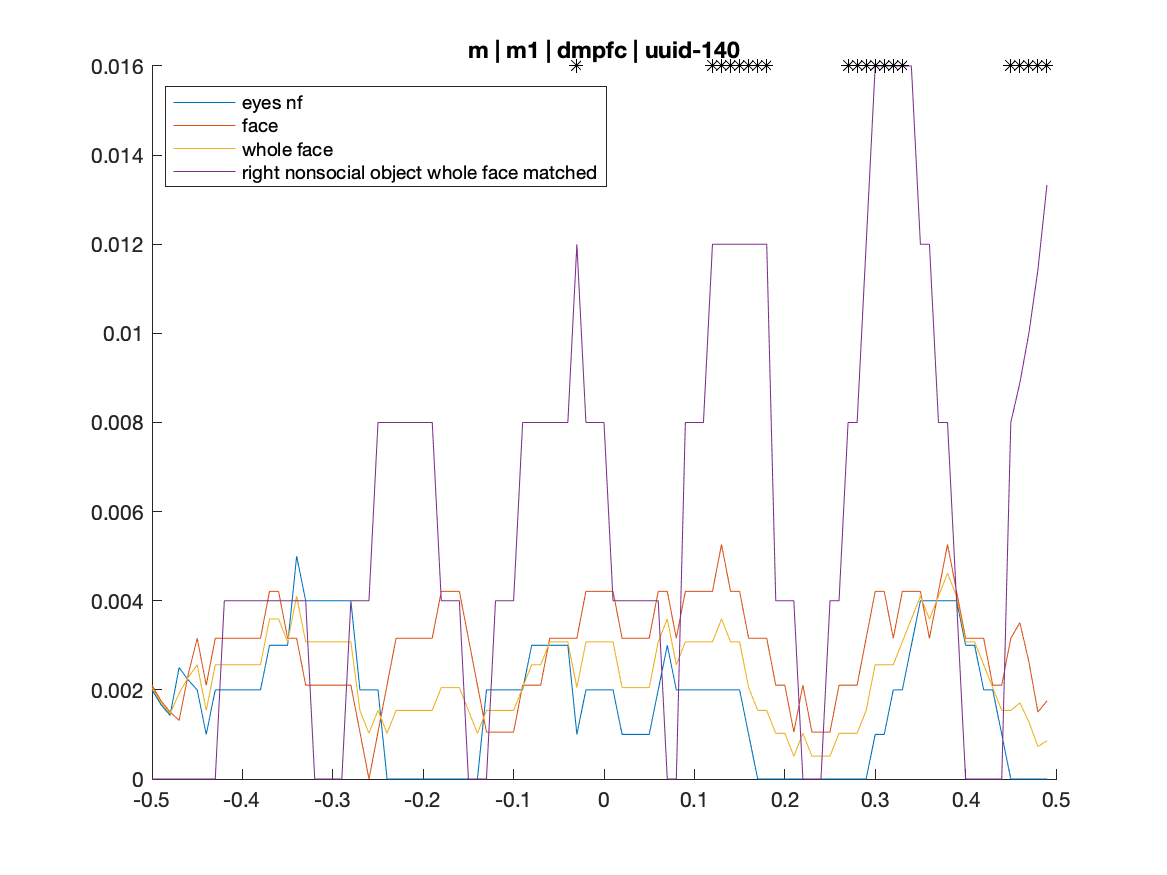 m | m1 | dmpfc | uuid-140
0.016
0.014
0.012
0.01
0.008
0.006
0.004
0.002
0
eyes nf
face
whole face
right nonsocial object whole face matched
-0.5 -0.4 -0.3 -0.2 -0.1 0 0.1 0.2 0.3 0.4 0.5